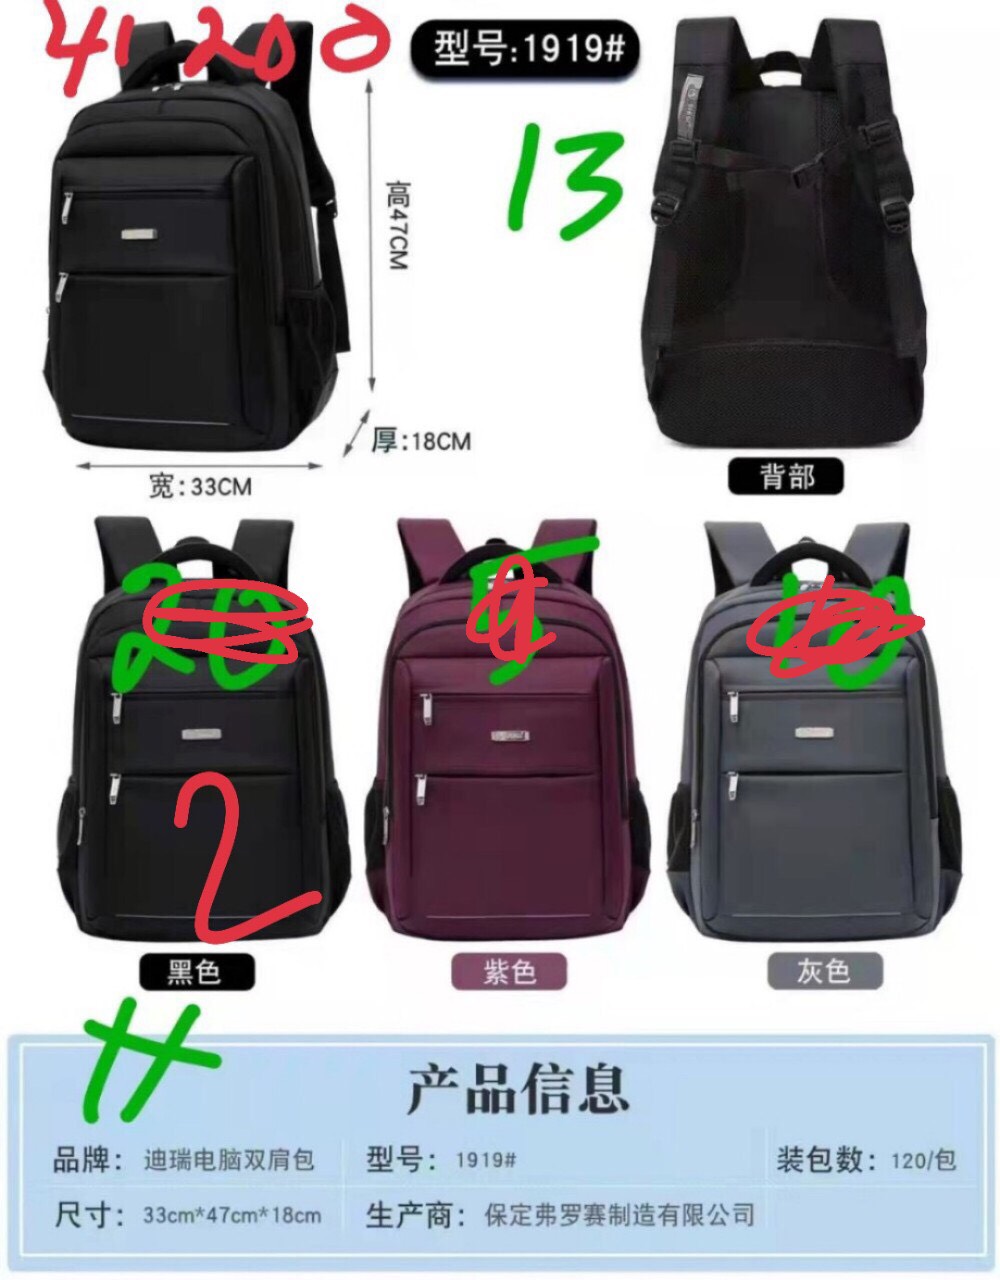 41200
型号:1919#
13
高47CM
厚:18CM
宽:33CM
背部
20
10
2
黑色
紫色
灰色
产品信息
品牌: 迪瑞电脑双肩包 型号: 1919# 装包数: 120/包
尺寸: 33cm*47cm*18cm 生产商: 保定弗罗赛制造有限公司